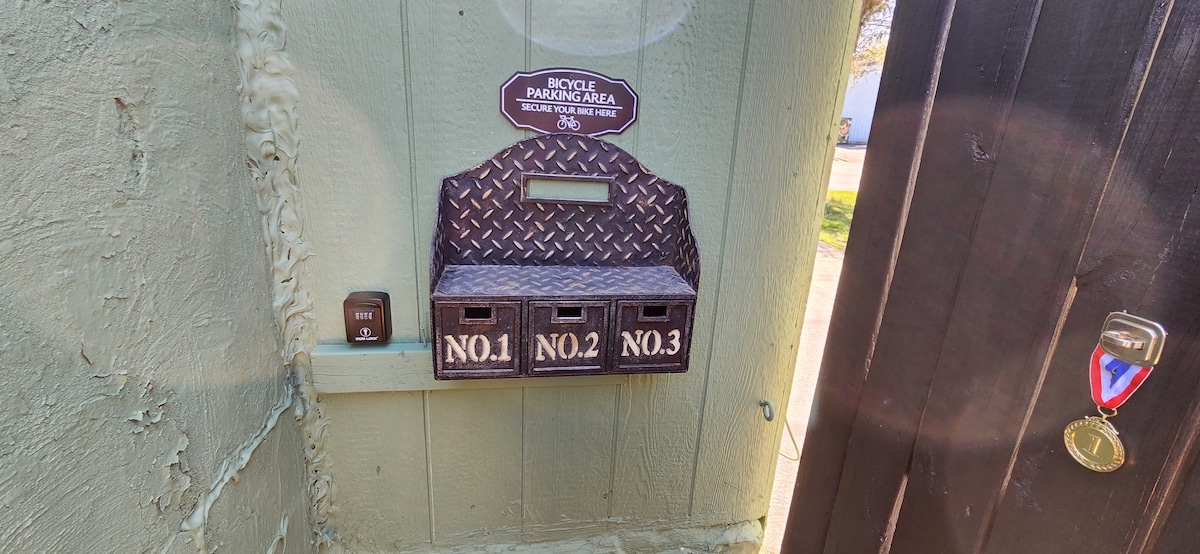 BICYCLE
PARKING AREA
SECURE YOUR BIKE HERE
NO.1
NO.2
NO.3
1